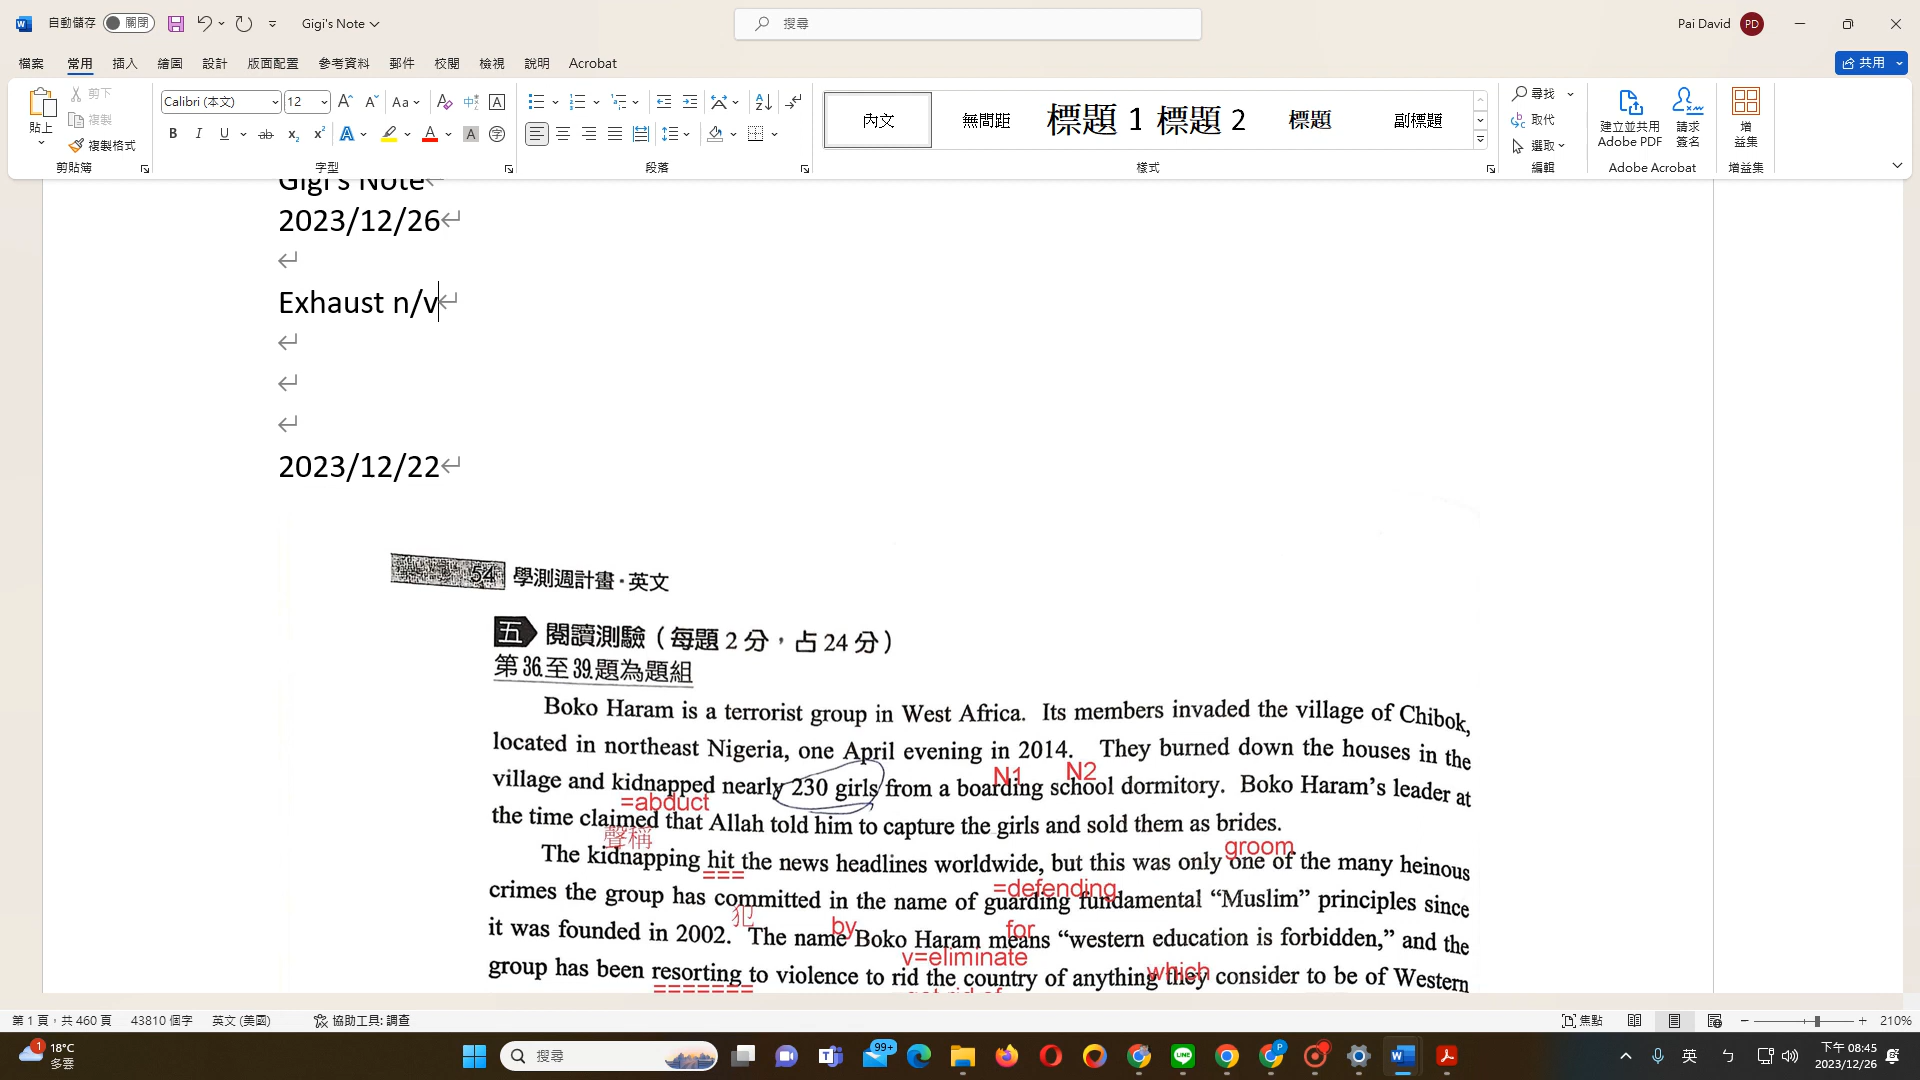 自動儲存 關閉 Gigi's Note 搜尋 Pai David PD
檔案 常用 插入 繪圖 設計 版面配置 參考資料 郵件 校閱 檢視 說明 Acrobat 共用
貼上 剪下 複製 複製格式 剪貼簿
Calibri (本文) 12 Aa
B I U ab x₂ x² A A A 字
字型
段落
內文 無間距 標題 1 標題 2 標題 副標題
樣式
尋找 取代 選取 編輯
建立並共用 Adobe PDF 請求簽名 Adobe Acrobat
增益集 增益集
Gigi's Note
2023/12/26
Exhaust n/v
2023/12/22
54 學測週計畫·英文
五 閱讀測驗(每題 2 分,占 24 分)
第 36.至 39.題為題組
Boko Haram is a terrorist group in West Africa. Its members invaded the village of Chibok,
located in northeast Nigeria, one April evening in 2014. They burned down the houses in the
N1 N2
village and kidnapped nearly 230 girls from a boarding school dormitory. Boko Haram's leader at
=abduct
the time claimed that Allah told him to capture the girls and sold them as brides.
聲稱 groom
The kidnapping hit the news headlines worldwide, but this was only one of the many heinous
=== =defending
crimes the group has committed in the name of guarding fundamental “Muslim” principles since
犯 by for
it was founded in 2002. The name Boko Haram means “western education is forbidden,” and the
v=eliminate which
group has been resorting to violence to rid the country of anything they consider to be of Western
======= get rid of
第 1 頁,共 460 頁 43810 個字 英文 (美國) 協助工具: 調查 焦點 210%
1 18°C 多雲 搜尋 99+ P 英 下午 08:45 2023/12/26